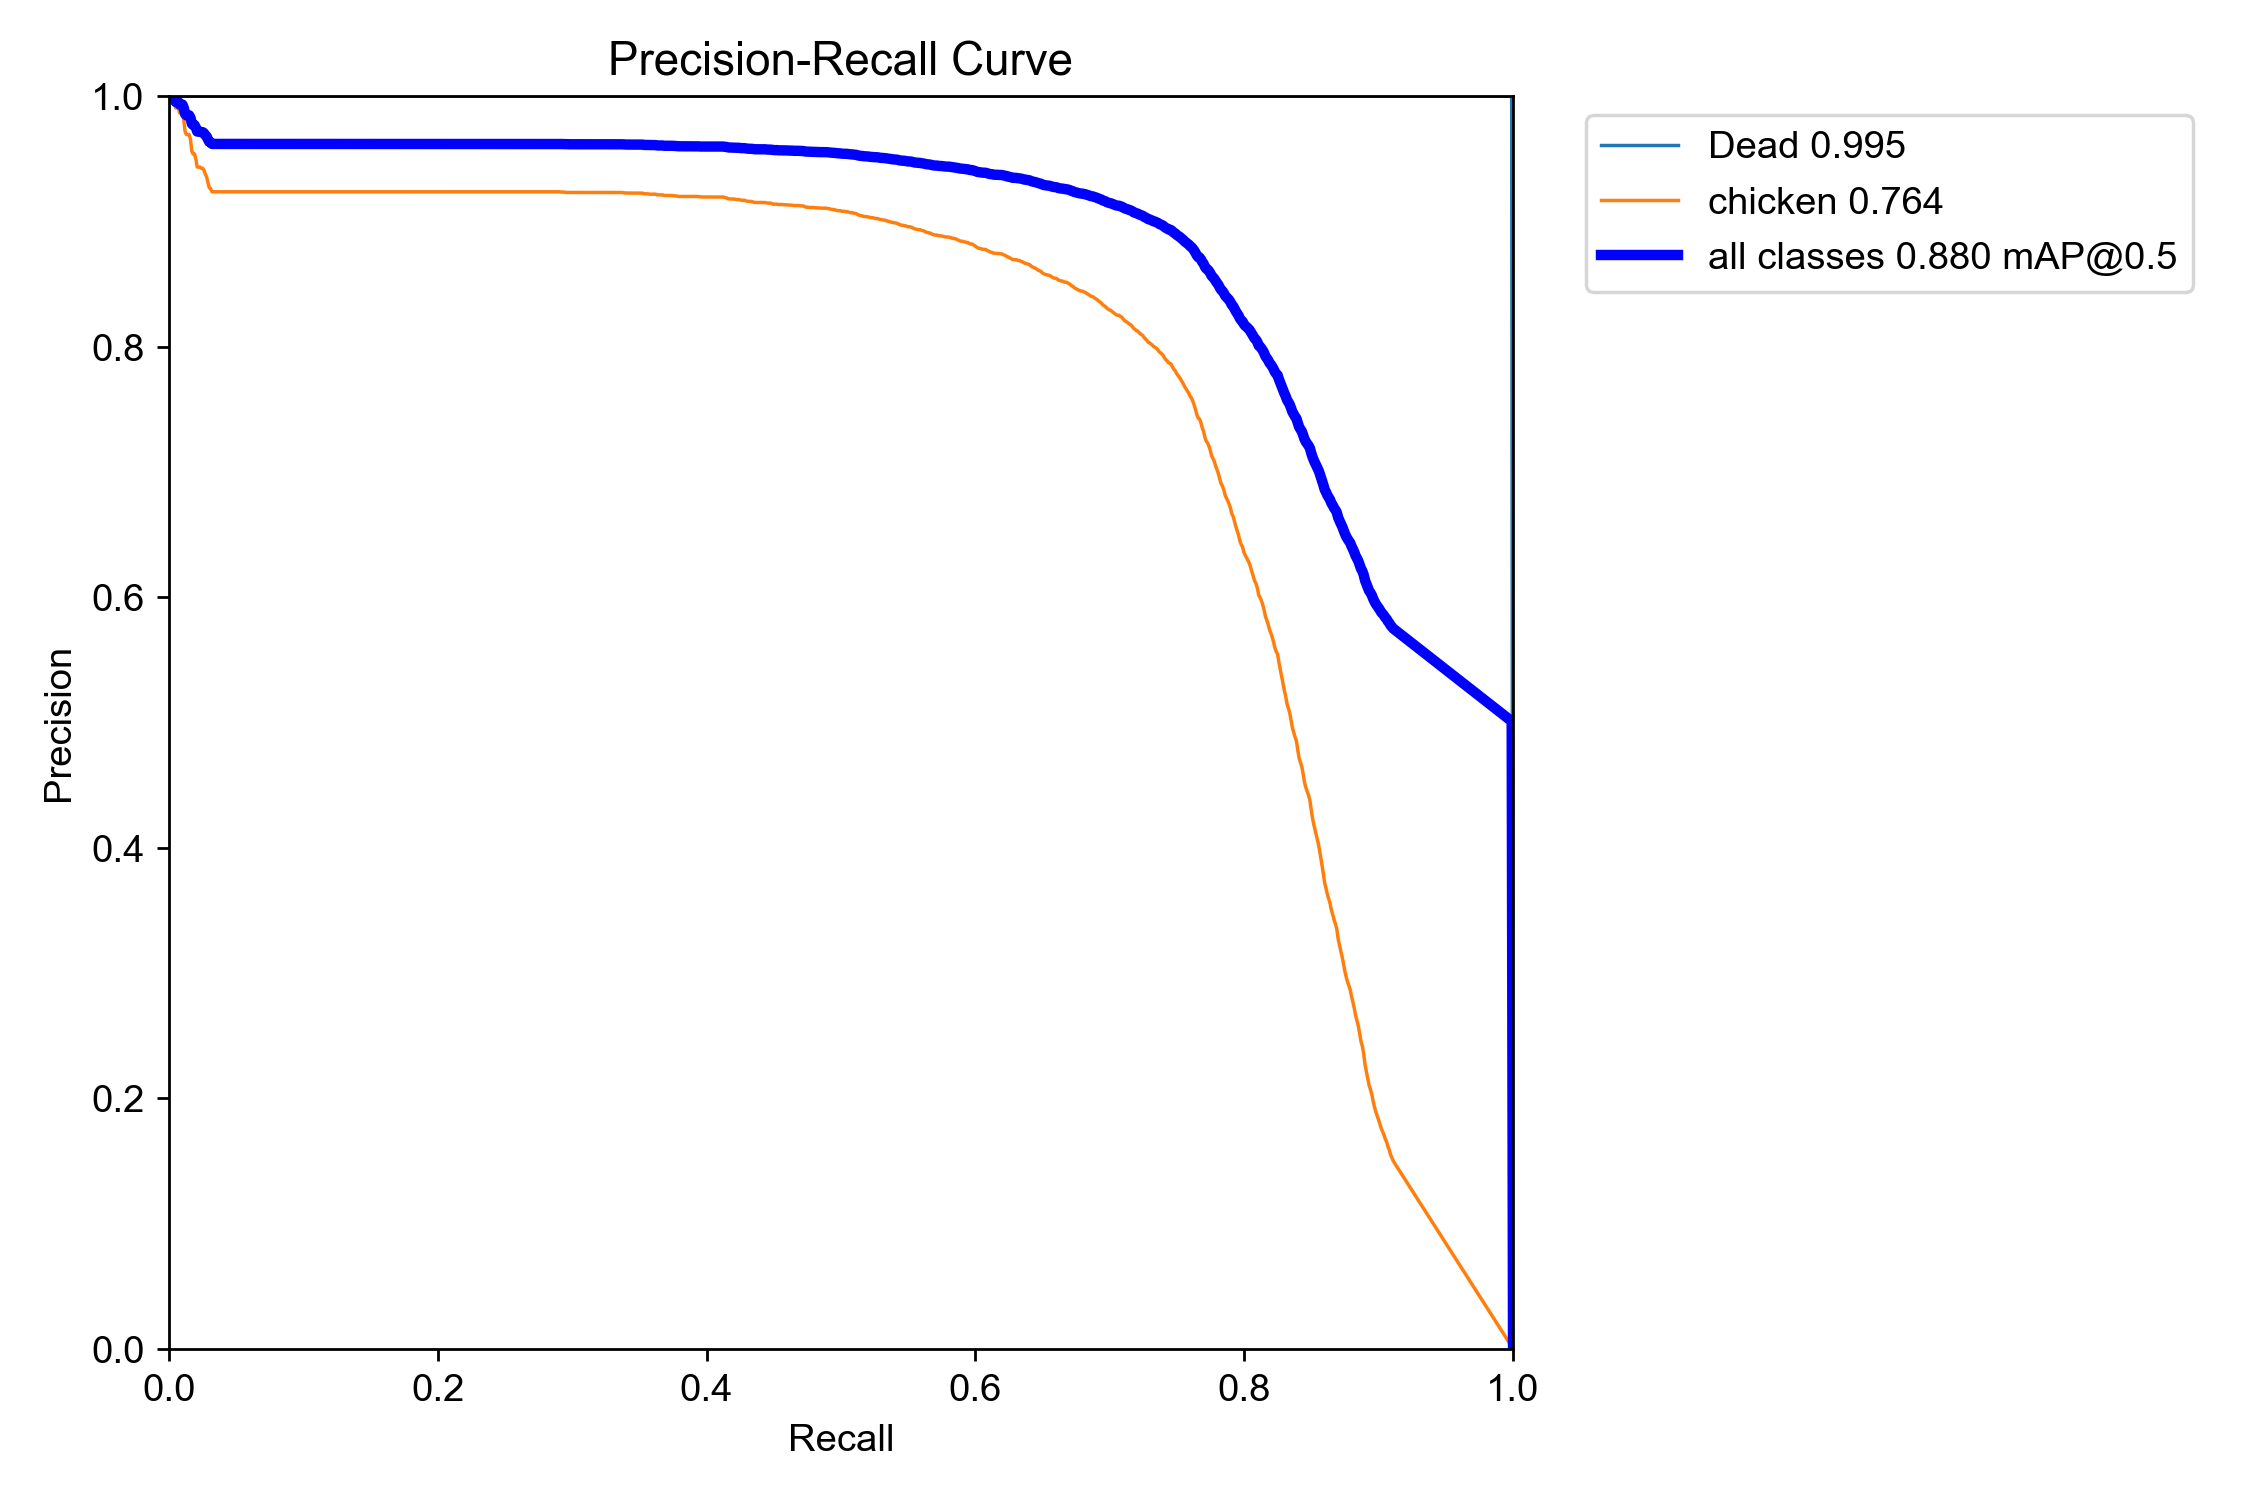 Precision-Recall Curve
1.0
0.8
0.6
0.4
0.2
0.0
Precision
0.0 0.2 0.4 0.6 0.8 1.0
Recall
Dead 0.995
chicken 0.764
all classes 0.880 mAP@0.5